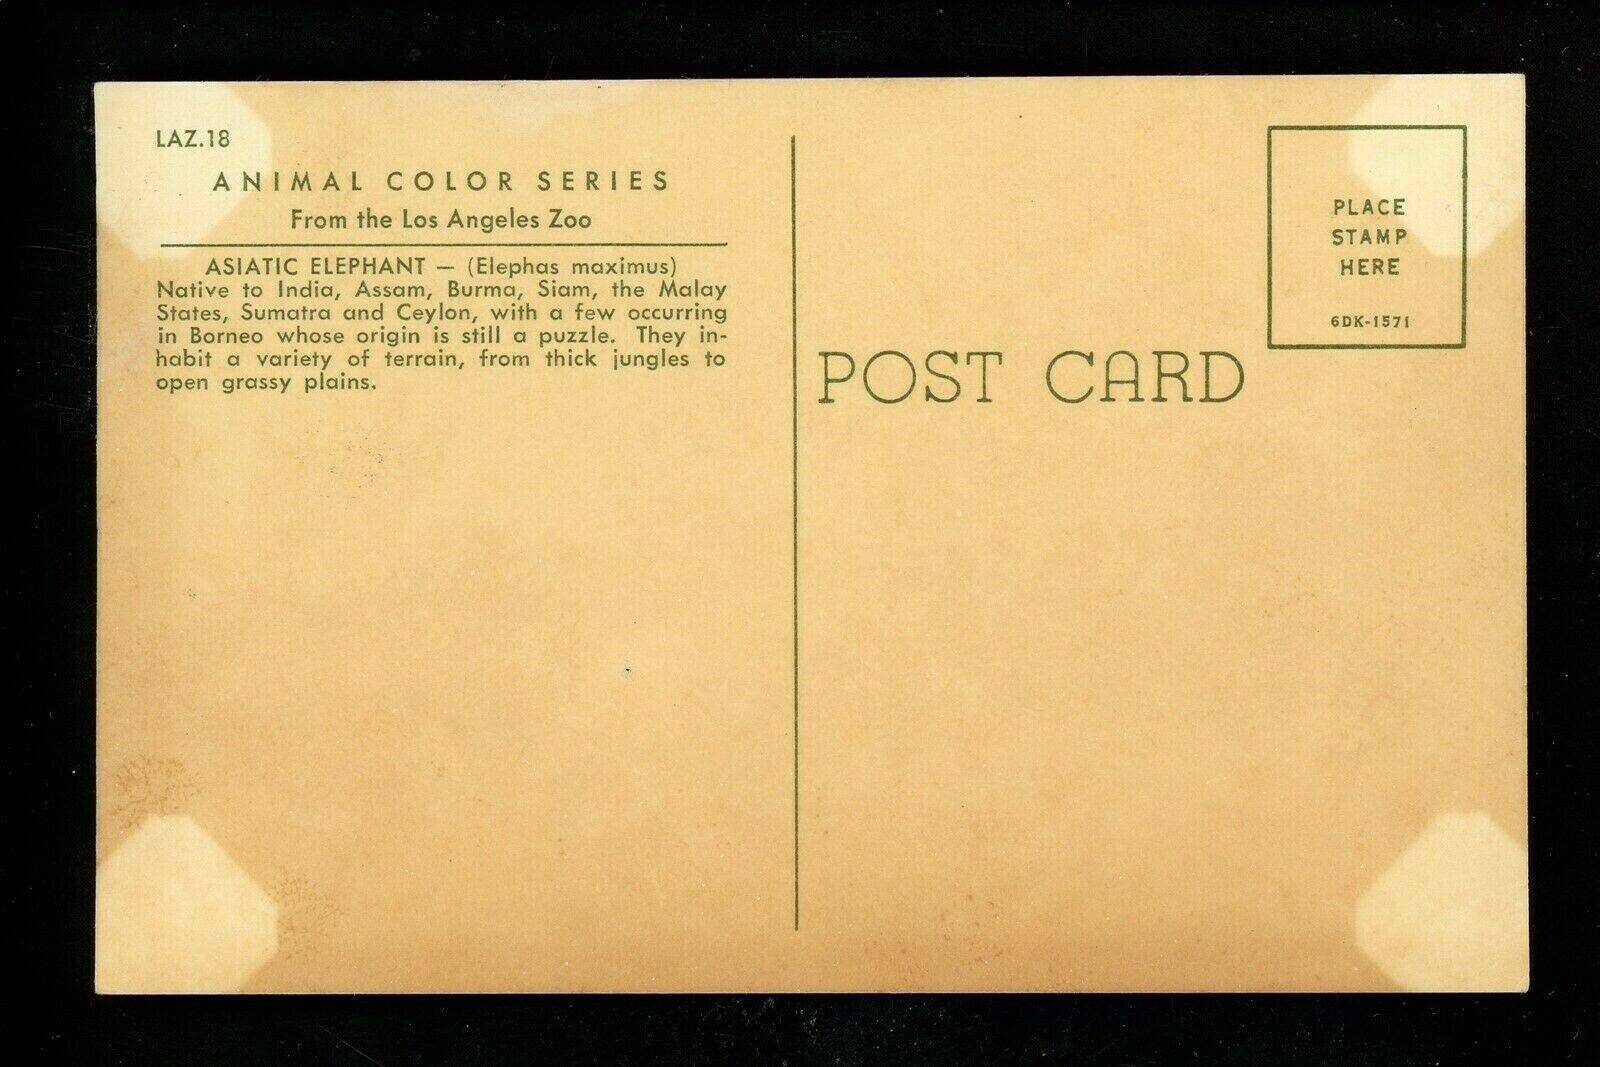 LAZ.18
ANIMAL COLOR SERIES
From the Los Angeles Zoo
ASIATIC ELEPHANT — (Elephas maximus)
Native to India, Assam, Burma, Siam, the Malay
States, Sumatra and Ceylon, with a few occurring
in Borneo whose origin is still a puzzle. They in-
habit a variety of terrain, from thick jungles to
open grassy plains.
PLACE
STAMP
HERE
6DK-1571
POST CARD